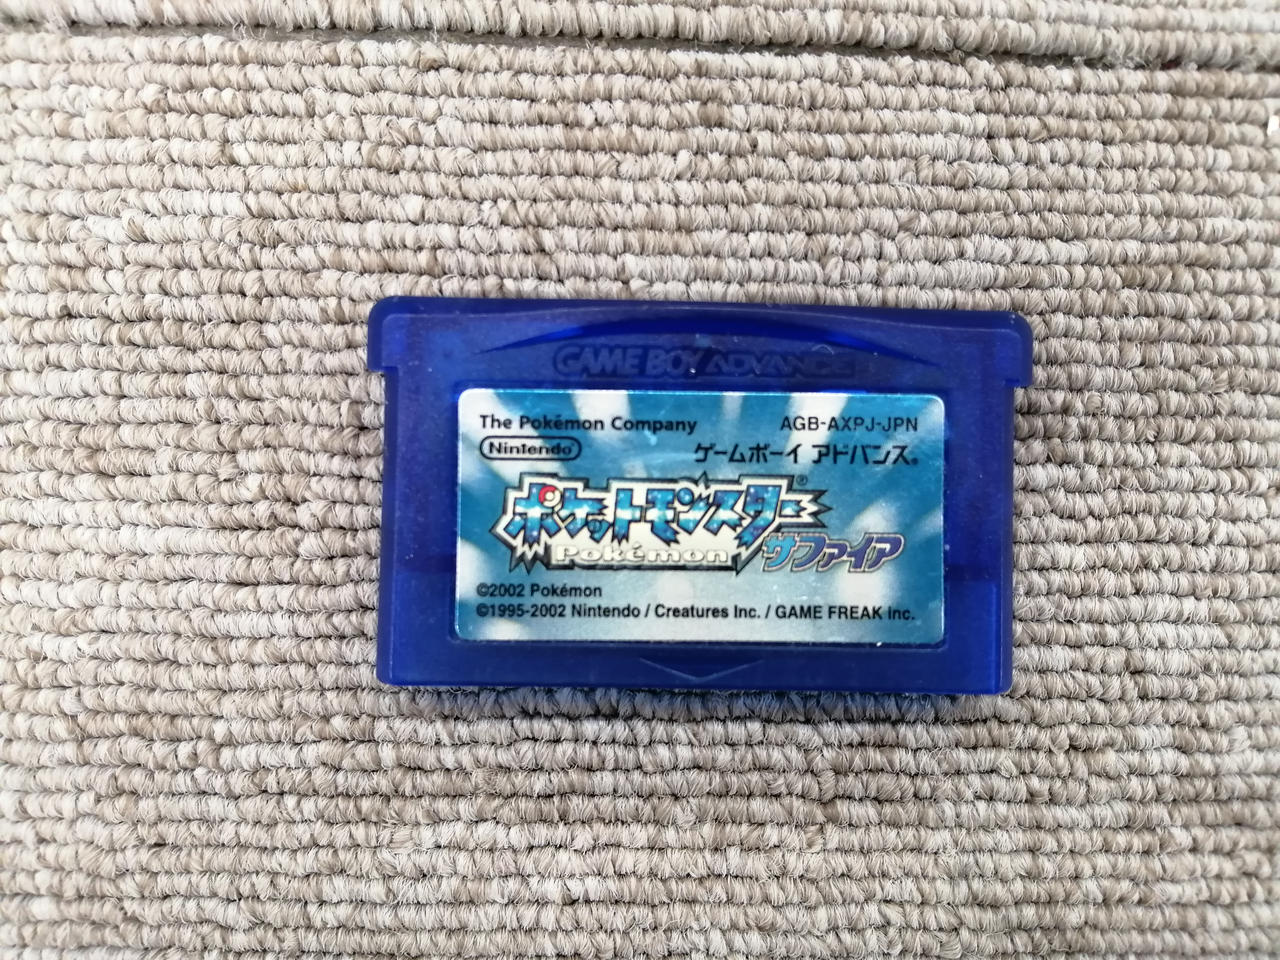 GAME BOY ADVANCE
The Pokémon Company AGB-AXPJ-JPN
Nintendo ゲームボーイ アドバンス®
ポケットモンスター®
Pokémon サファイア
©2002 Pokémon
©1995-2002 Nintendo / Creatures Inc. / GAME FREAK Inc.